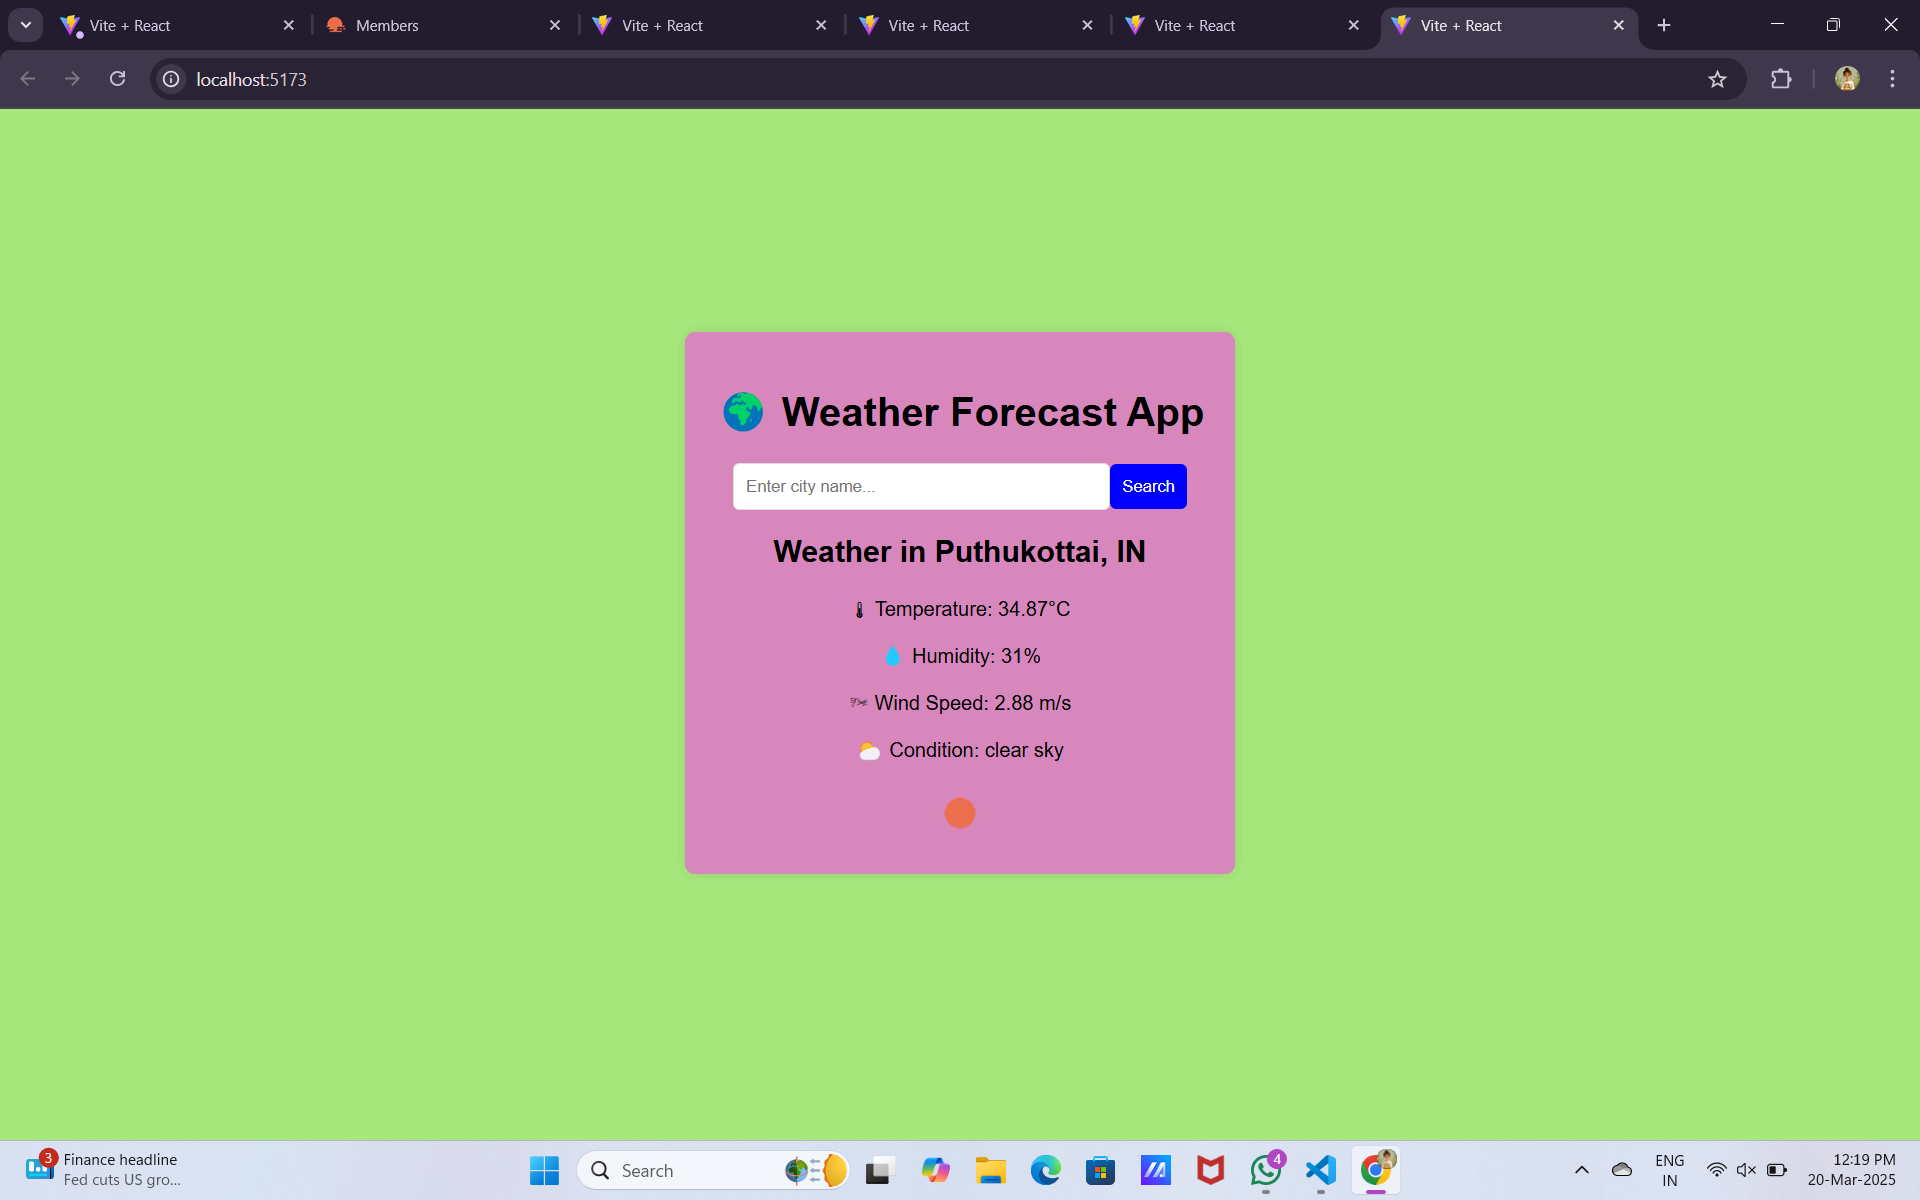 Vite + React
Members
Vite + React
Vite + React
Vite + React
Vite + React
localhost:5173
Weather Forecast App
Enter city name...
Search
Weather in Puthukottai, IN
Temperature: 34.87°C
Humidity: 31%
Wind Speed: 2.88 m/s
Condition: clear sky
3
Finance headline
Fed cuts US gro...
Search
4
ENG
IN
12:19 PM
20-Mar-2025